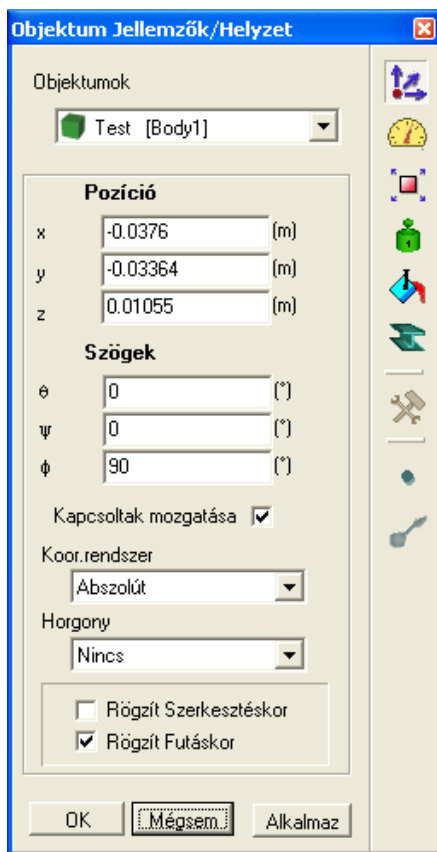 Objektum Jellemzők/Helyzet
Objektumok
Test [Body1]
Pozíció
x -0.0376 (m)
y -0.03364 (m)
z 0.01055 (m)
Szögek
θ 0 (°)
ψ 0 (°)
ϕ 90 (°)
Kapcsoltak mozgatása
Koor.rendszer
Abszolút
Horgony
Nincs
Rögzít Szerkesztéskor
Rögzít Futáskor
OK Mégsem Alkalmaz